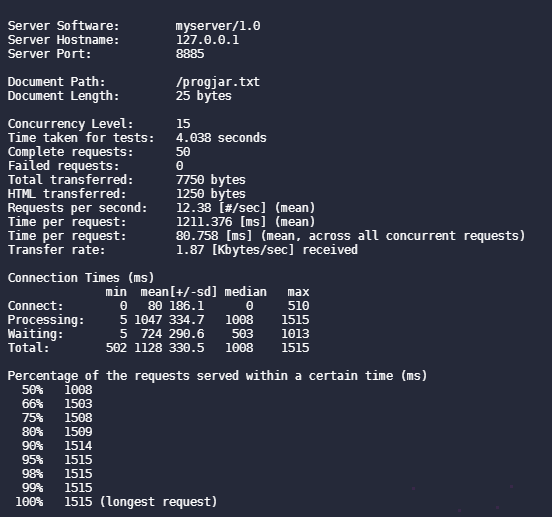 Server Software:        myserver/1.0
Server Hostname:        127.0.0.1
Server Port:            8885
Document Path:          /progjar.txt
Document Length:        25 bytes
Concurrency Level:      15
Time taken for tests:   4.038 seconds
Complete requests:      50
Failed requests:        0
Total transferred:      7750 bytes
HTML transferred:       1250 bytes
Requests per second:    12.38 [#/sec] (mean)
Time per request:       1211.376 [ms] (mean)
Time per request:       80.758 [ms] (mean, across all concurrent requests)
Transfer rate:          1.87 [Kbytes/sec] received
Connection Times (ms)
              min  mean[+/-sd] median   max
Connect:        0   80 186.1      0     510
Processing:     5 1047 334.7   1008    1515
Waiting:        5  724 290.6    503    1013
Total:        502 1128 330.5   1008    1515
Percentage of the requests served within a certain time (ms)
  50%   1008
  66%   1503
  75%   1508
  80%   1509
  90%   1514
  95%   1515
  98%   1515
  99%   1515
 100%   1515 (longest request)